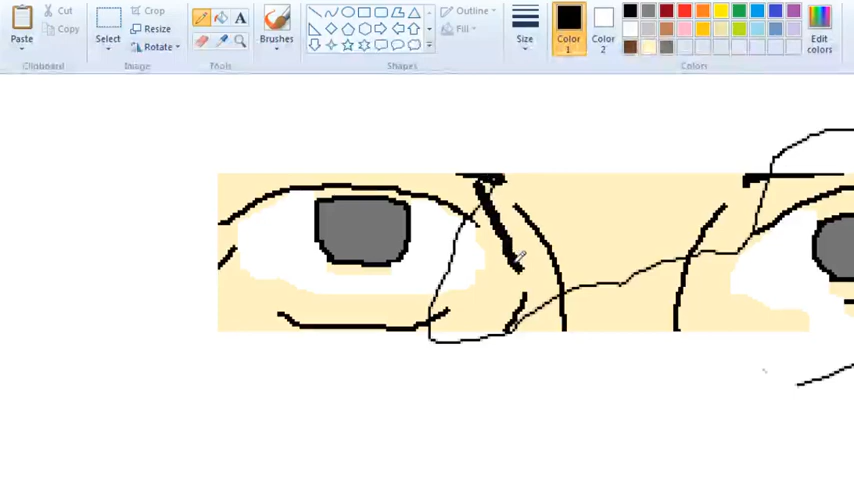 Cut
Copy
Paste
Clipboard
Crop
Resize
Rotate
Select
Image
Tools
Brushes
Outline
Fill
Shapes
Size
Color
1
Color
2
Edit
colors
Colors
A